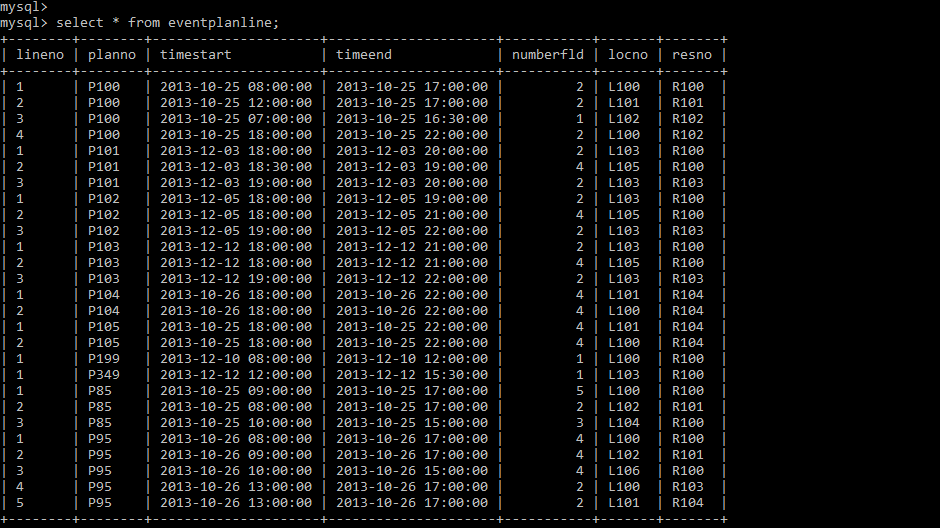 mysql>
mysql> select * from eventplanline;
+--------+--------+---------------------+---------------------+-----------+-------+-------+
| lineno | planno | timestart           | timeend             | numberfld | locno | resno |
+--------+--------+---------------------+---------------------+-----------+-------+-------+
| 1      | P100   | 2013-10-25 08:00:00 | 2013-10-25 17:00:00 |         2 | L100  | R100  |
| 2      | P100   | 2013-10-25 12:00:00 | 2013-10-25 17:00:00 |         2 | L101  | R101  |
| 3      | P100   | 2013-10-25 07:00:00 | 2013-10-25 16:30:00 |         1 | L102  | R102  |
| 4      | P100   | 2013-10-25 18:00:00 | 2013-10-25 22:00:00 |         2 | L100  | R102  |
| 1      | P101   | 2013-12-03 18:00:00 | 2013-12-03 20:00:00 |         2 | L103  | R100  |
| 2      | P101   | 2013-12-03 18:30:00 | 2013-12-03 19:00:00 |         4 | L105  | R100  |
| 3      | P101   | 2013-12-03 19:00:00 | 2013-12-03 20:00:00 |         2 | L103  | R103  |
| 1      | P102   | 2013-12-05 18:00:00 | 2013-12-05 19:00:00 |         2 | L103  | R100  |
| 2      | P102   | 2013-12-05 18:00:00 | 2013-12-05 21:00:00 |         4 | L105  | R100  |
| 3      | P102   | 2013-12-05 19:00:00 | 2013-12-05 22:00:00 |         2 | L103  | R103  |
| 1      | P103   | 2013-12-12 18:00:00 | 2013-12-12 21:00:00 |         2 | L103  | R100  |
| 2      | P103   | 2013-12-12 18:00:00 | 2013-12-12 21:00:00 |         4 | L105  | R100  |
| 3      | P103   | 2013-12-12 19:00:00 | 2013-12-12 22:00:00 |         2 | L103  | R103  |
| 1      | P104   | 2013-10-26 18:00:00 | 2013-10-26 22:00:00 |         4 | L101  | R104  |
| 2      | P104   | 2013-10-26 18:00:00 | 2013-10-26 22:00:00 |         4 | L100  | R104  |
| 1      | P105   | 2013-10-25 18:00:00 | 2013-10-25 22:00:00 |         4 | L101  | R104  |
| 2      | P105   | 2013-10-25 18:00:00 | 2013-10-25 22:00:00 |         4 | L100  | R104  |
| 1      | P199   | 2013-12-10 08:00:00 | 2013-12-10 12:00:00 |         1 | L100  | R100  |
| 1      | P349   | 2013-12-12 12:00:00 | 2013-12-12 15:30:00 |         1 | L103  | R100  |
| 1      | P85    | 2013-10-25 09:00:00 | 2013-10-25 17:00:00 |         5 | L100  | R100  |
| 2      | P85    | 2013-10-25 08:00:00 | 2013-10-25 17:00:00 |         2 | L102  | R101  |
| 3      | P85    | 2013-10-25 10:00:00 | 2013-10-25 15:00:00 |         3 | L104  | R100  |
| 1      | P95    | 2013-10-26 08:00:00 | 2013-10-26 17:00:00 |         4 | L100  | R100  |
| 2      | P95    | 2013-10-26 09:00:00 | 2013-10-26 17:00:00 |         4 | L102  | R101  |
| 3      | P95    | 2013-10-26 10:00:00 | 2013-10-26 15:00:00 |         4 | L106  | R100  |
| 4      | P95    | 2013-10-26 13:00:00 | 2013-10-26 17:00:00 |         2 | L100  | R103  |
| 5      | P95    | 2013-10-26 13:00:00 | 2013-10-26 17:00:00 |         2 | L101  | R104  |
+--------+--------+---------------------+---------------------+-----------+-------+-------+